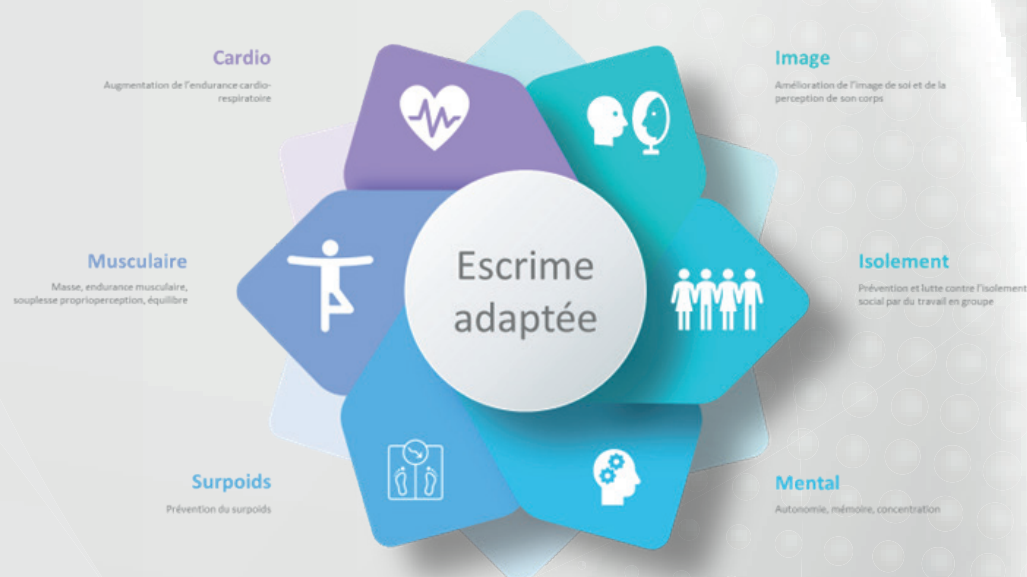 Cardio
Augmentation de l'endurance cardio-
respiratoire
Image
Amélioration de l'image de soi et de la
perception de son corps
Musculaire
Masse, endurance musculaire,
souplesse proprioperception, équilibre
Escrime
adaptée
Isolement
Prévention et lutte contre l'isolement
social par du travail en groupe
Surpoids
Prévention du surpoids
Mental
Autonomie, mémoire, concentration